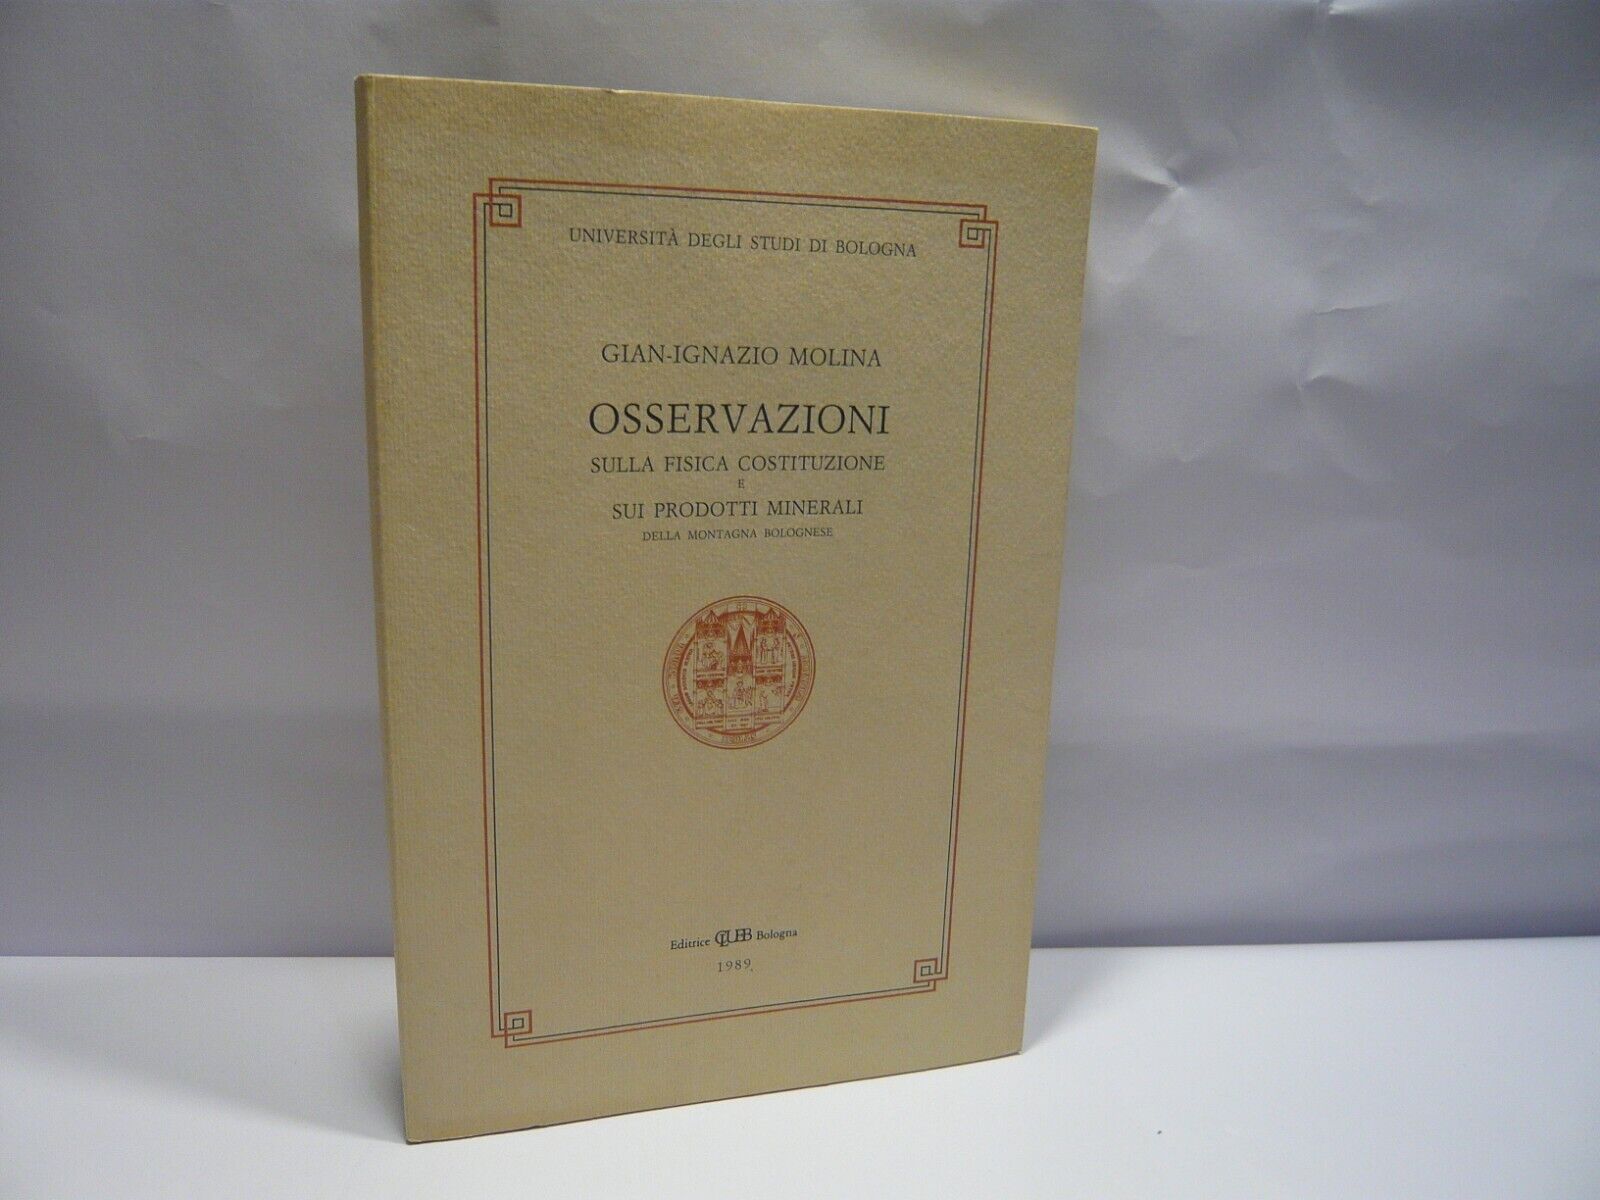 UNIVERSITÀ DEGLI STUDI DI BOLOGNA
GIAN-IGNAZIO MOLINA
OSSERVAZIONI
SULLA FISICA COSTITUZIONE
E
SUI PRODOTTI MINERALI
DELLA MONTAGNA BOLOGNESE
Editrice CLUEB Bologna
1989